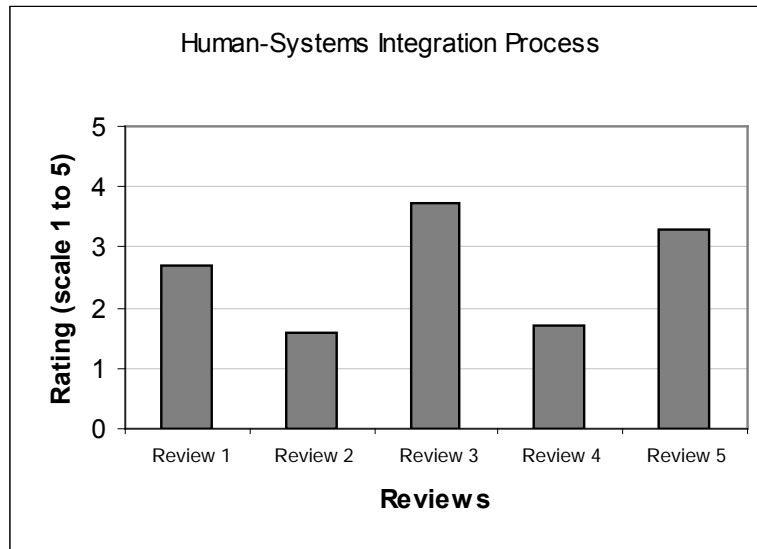 Human-Systems Integration Process
Rating (scale 1 to 5)
5
4
3
2
1
0
Review 1 Review 2 Review 3 Review 4 Review 5
Reviews